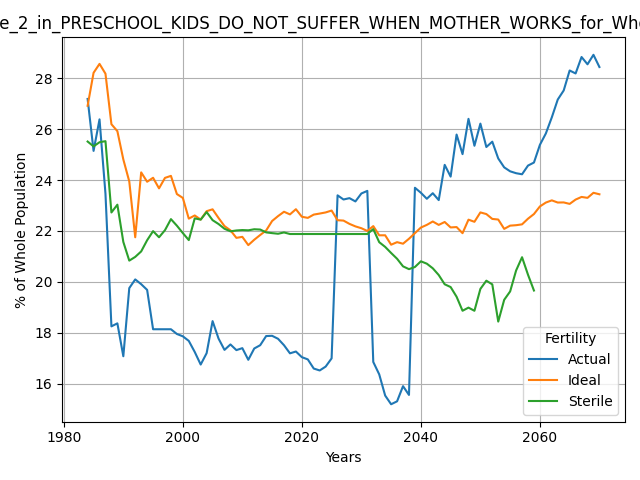 e_2_in_PRESCHOOL_KIDS_DO_NOT_SUFFER_WHEN_MOTHER_WORKS_for_Who
% of Whole Population
28
26
24
22
20
18
16
1980
2000
2020
2040
2060
Years
Fertility
Actual
Ideal
Sterile